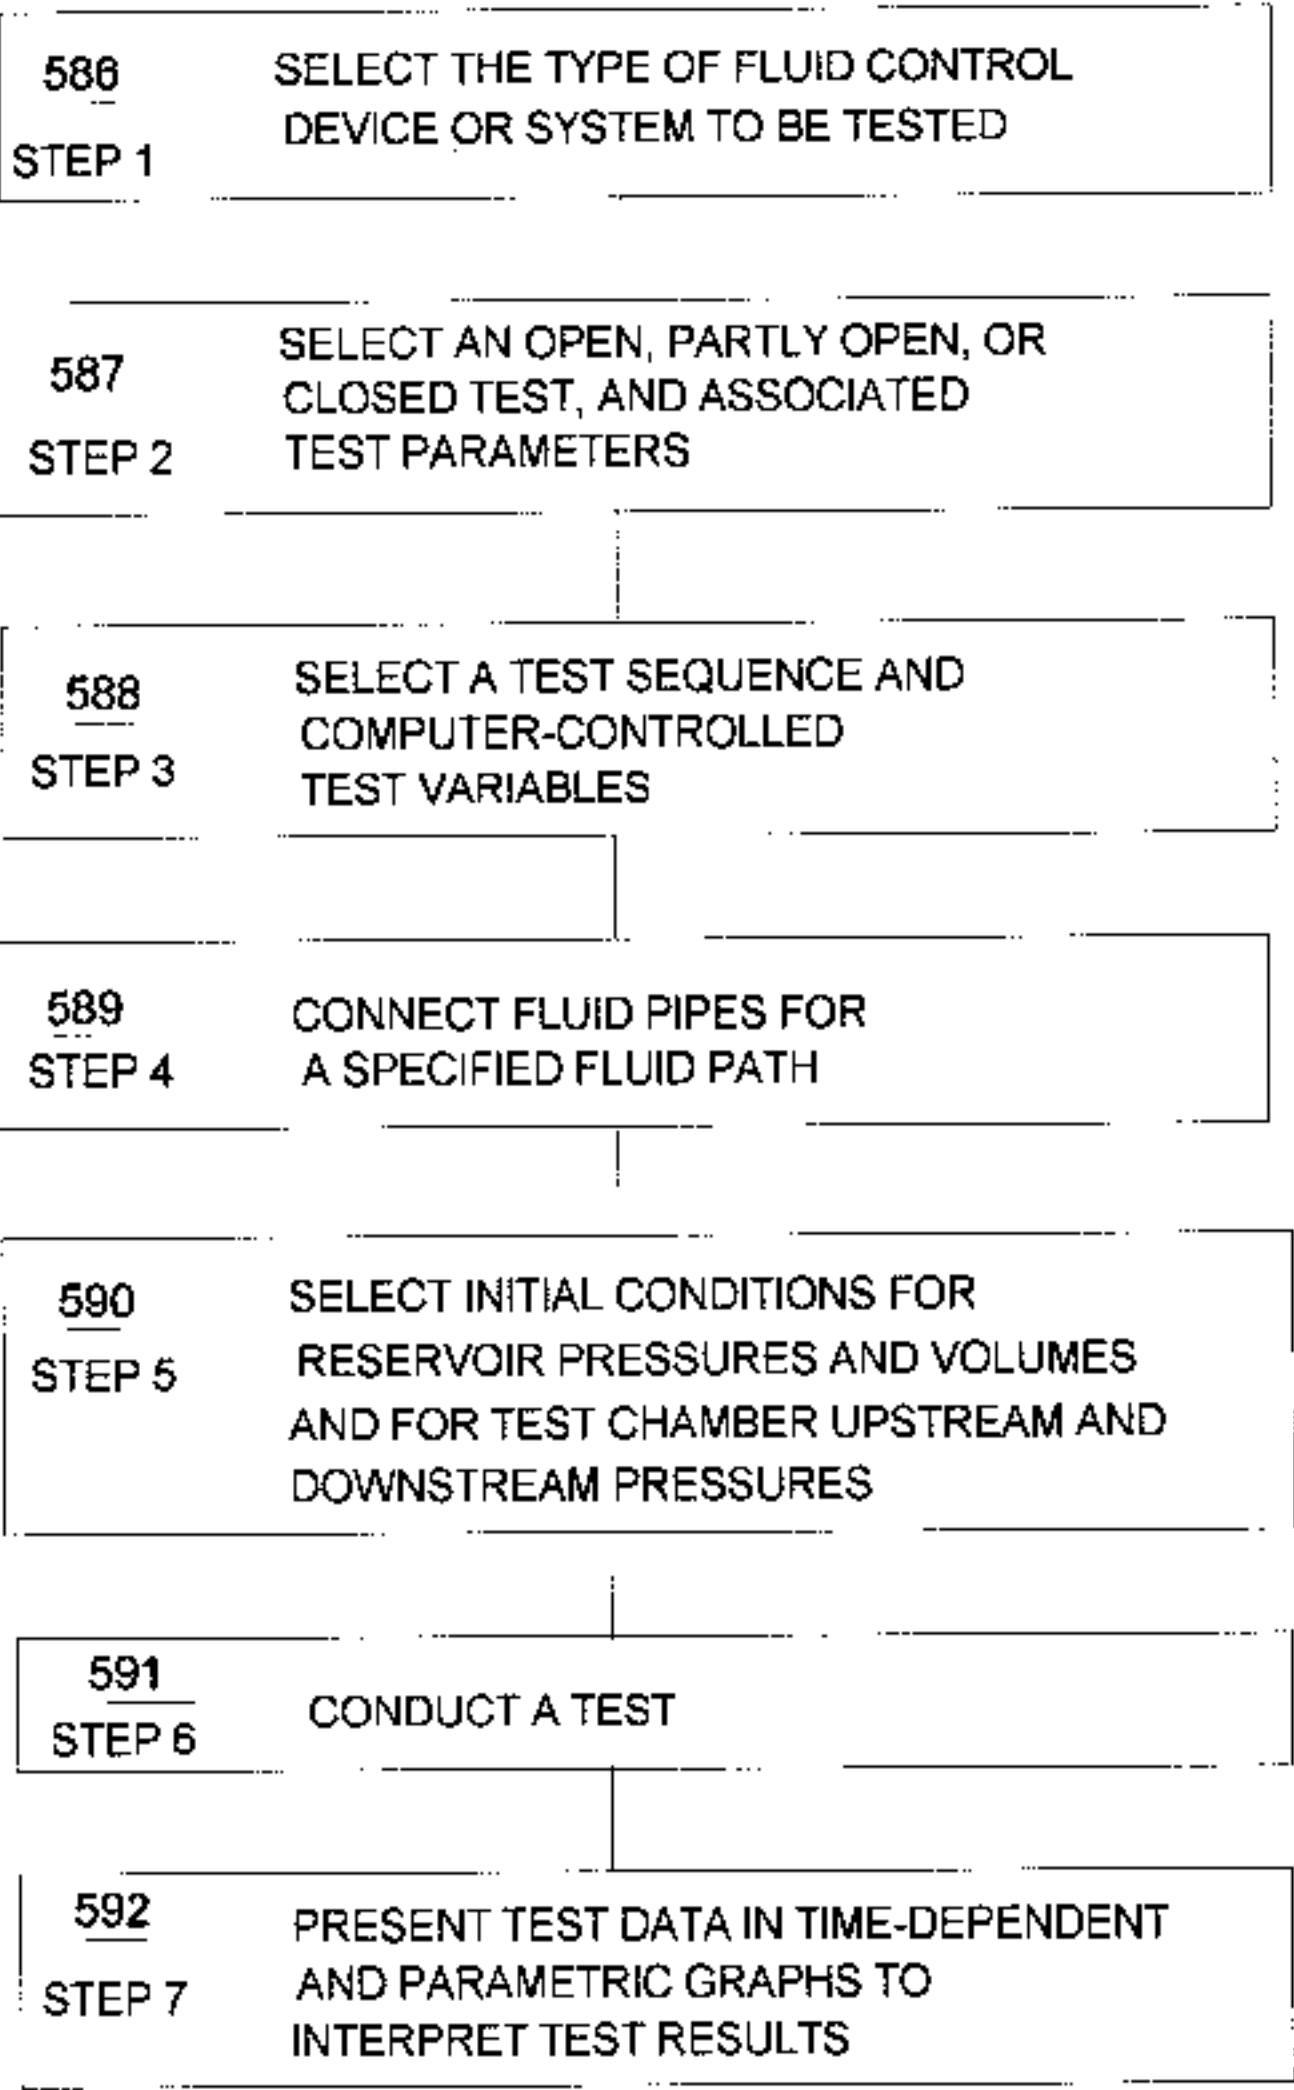 586
SELECT THE TYPE OF FLUID CONTROL
DEVICE OR SYSTEM TO BE TESTED
STEP 1
587
SELECT AN OPEN, PARTLY OPEN, OR
CLOSED TEST, AND ASSOCIATED
TEST PARAMETERS
STEP 2
588
SELECT A TEST SEQUENCE AND
COMPUTER-CONTROLLED
TEST VARIABLES
STEP 3
589
CONNECT FLUID PIPES FOR
A SPECIFIED FLUID PATH
STEP 4
590
SELECT INITIAL CONDITIONS FOR
RESERVOIR PRESSURES AND VOLUMES
AND FOR TEST CHAMBER UPSTREAM AND
DOWNSTREAM PRESSURES
STEP 5
591
CONDUCT A TEST
STEP 6
592
PRESENT TEST DATA IN TIME-DEPENDENT
AND PARAMETRIC GRAPHS TO
INTERPRET TEST RESULTS
STEP 7